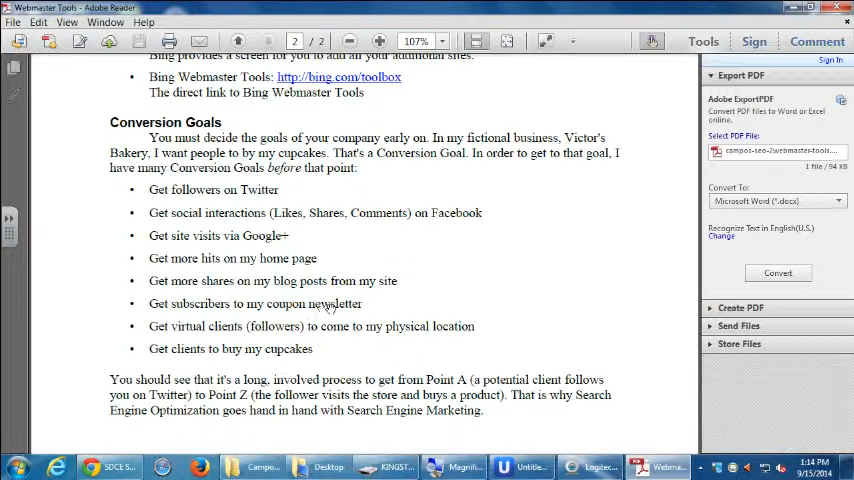 Webmaster Tools - Adobe Reader
File Edit View Window Help
2 / 2 107% Tools Sign Comment
Sign In
Bing provides a screen for you to add all your additional sites.
• Bing Webmaster Tools: http://bing.com/toolbox
The direct link to Bing Webmaster Tools
Conversion Goals
You must decide the goals of your company early on. In my fictional business, Victor's
Bakery, I want people to by my cupcakes. That's a Conversion Goal. In order to get to that goal, I
have many Conversion Goals before that point:
• Get followers on Twitter
• Get social interactions (Likes, Shares, Comments) on Facebook
• Get site visits via Google+
• Get more hits on my home page
• Get more shares on my blog posts from my site
• Get subscribers to my coupon newsletter
• Get virtual clients (followers) to come to my physical location
• Get clients to buy my cupcakes
You should see that it's a long, involved process to get from Point A (a potential client follows
you on Twitter) to Point Z (the follower visits the store and buys a product). That is why Search
Engine Optimization goes hand in hand with Search Engine Marketing.
Export PDF
Adobe ExportPDF
Convert PDF files to Word or Excel
online.
Select PDF File:
campos-seo-2webmaster-tools....
1 file / 94 KB
Convert To:
Microsoft Word (*.docx)
Recognize Text in English(U.S.)
Change
Convert
Create PDF
Send Files
Store Files
SDCE S... Campo... Desktop KINGST... Magnifi... Untitle... Logitec... Webma...
1:14 PM
9/15/2014